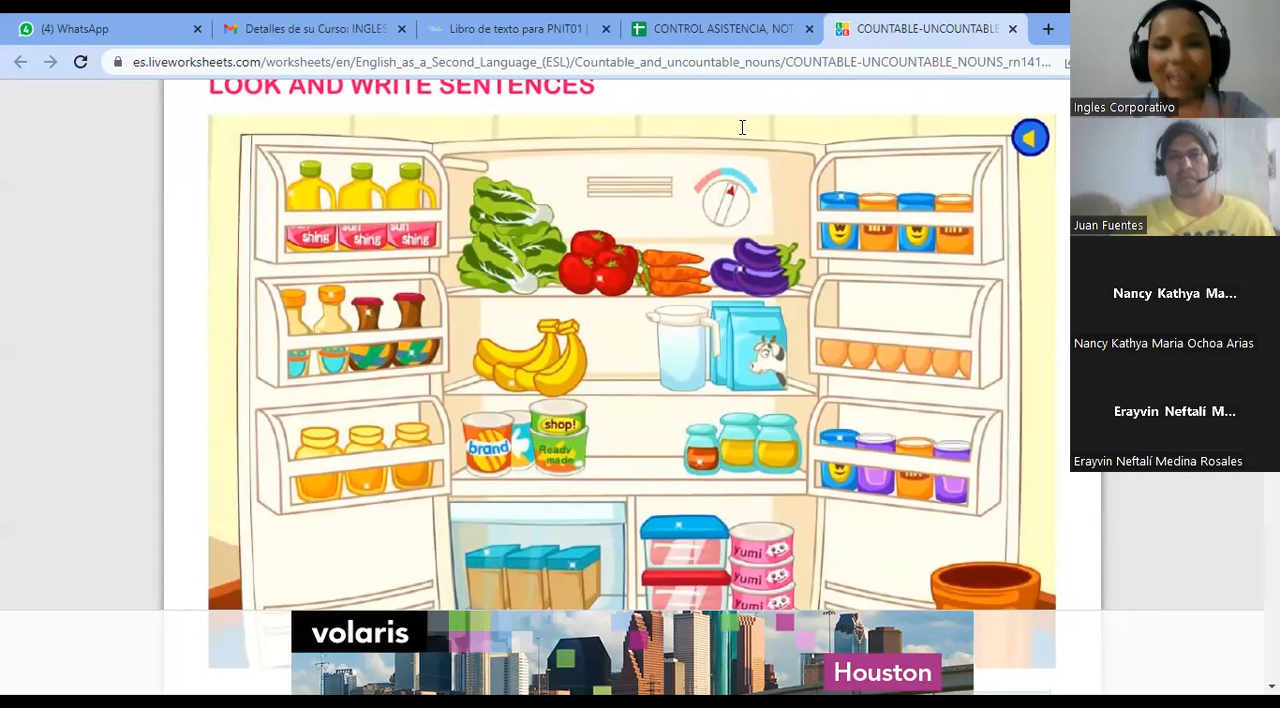 (4) WhatsApp
Detalles de su Curso: INGLES
Libro de texto para PNIT01 |
CONTROL ASISTENCIA, NOT
COUNTABLE-UNCOUNTABLE
es.liveworksheets.com/worksheets/en/English_as_a_Second_Language_(ESL)/Countable_and_uncountable_nouns/COUNTABLE-UNCOUNTABLE_NOUNS_rn141...
LOOK AND WRITE SENTENCES
shing
shing
shing
brand
shop!
Ready
made
yumi
yumi
yumi
volaris
Houston
Ingles Corporativo
Juan Fuentes
Nancy Kathya Ma...
Nancy Kathya Maria Ochoa Arias
Erayvin Neftalí M...
Erayvin Neftalí Medina Rosales